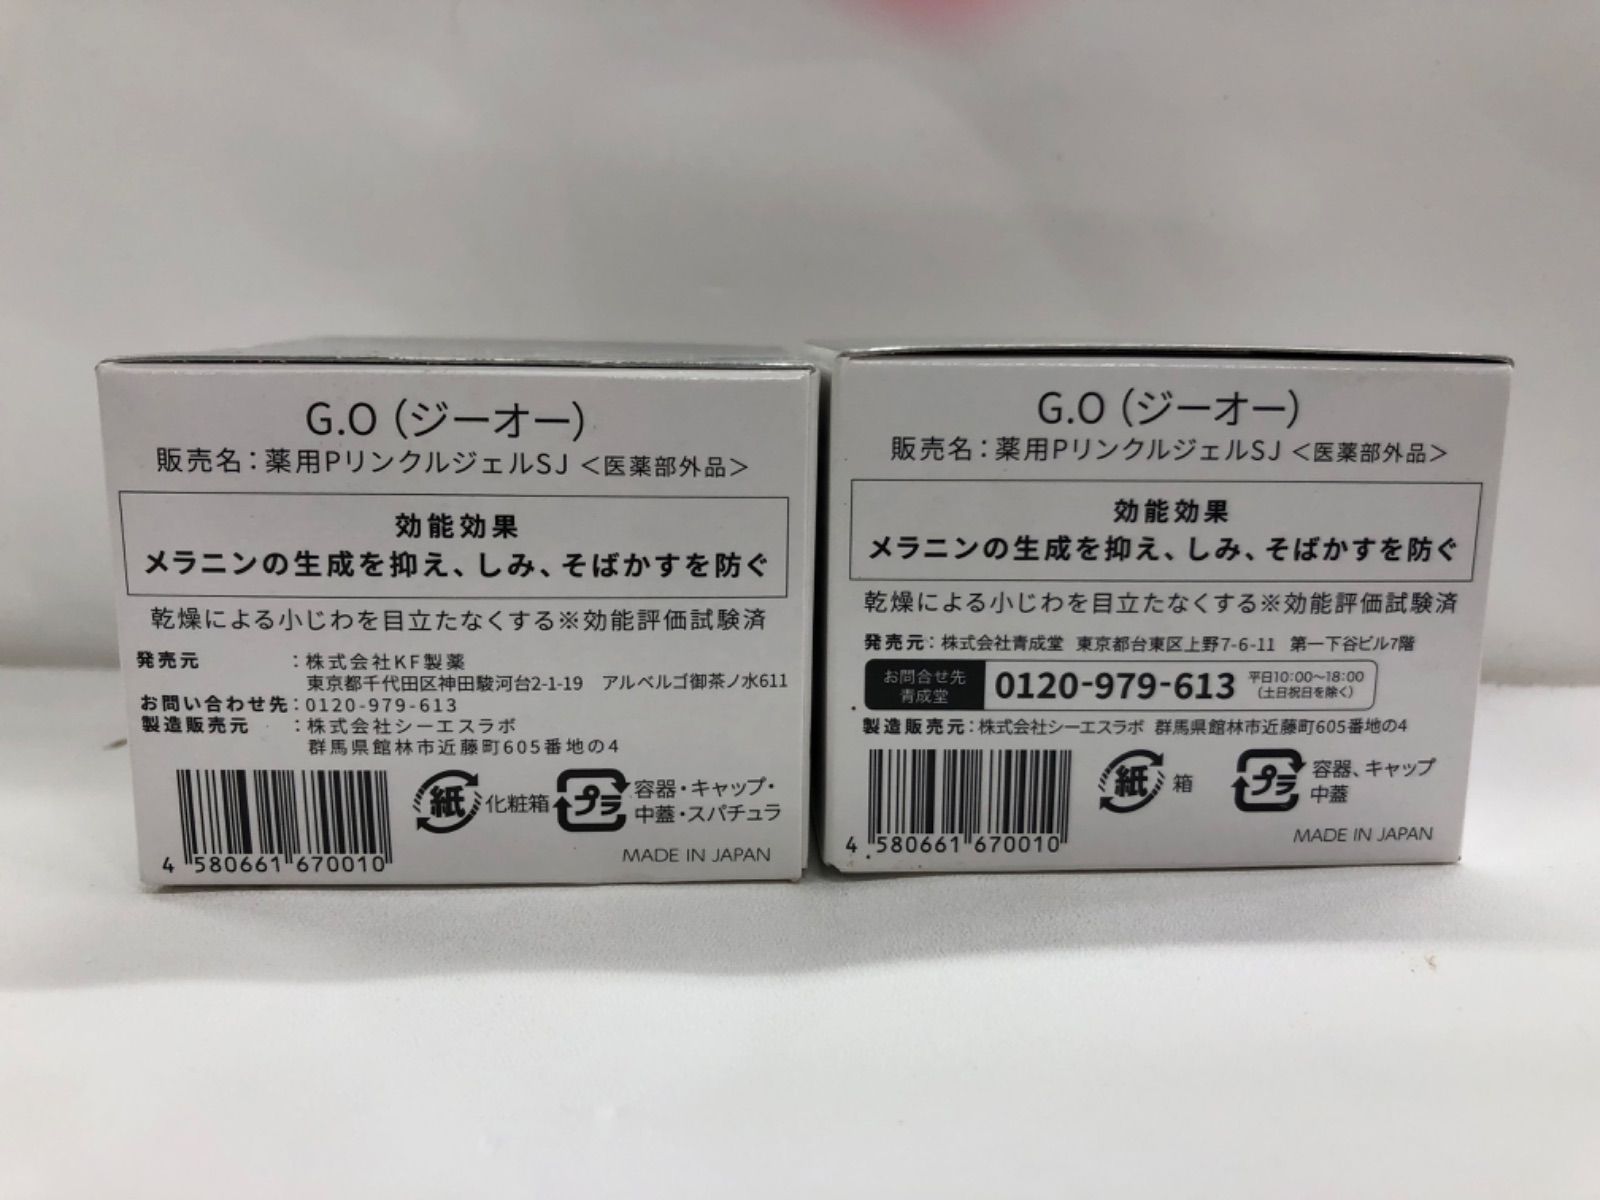 G.O (ジーオー)
販売名：薬用PリンクルジェルSJ ＜医薬部外品＞
効能効果
メラニンの生成を抑え、しみ、そばかすを防ぐ
乾燥による小じわを目立たなくする※効能評価試験済
発売元 ：株式会社KF製薬
東京都千代田区神田駿河台2-1-19 アルベルゴ御茶ノ水611
お問い合わせ先：0120-979-613
製造販売元 ：株式会社シーエスラボ
群馬県館林市近藤町605番地の4
紙 化粧箱
プラ 容器・キャップ・
中蓋・スパチュラ
4 580661 670010
MADE IN JAPAN
G.O (ジーオー)
販売名：薬用PリンクルジェルSJ ＜医薬部外品＞
効能効果
メラニンの生成を抑え、しみ、そばかすを防ぐ
乾燥による小じわを目立たなくする※効能評価試験済
発売元：株式会社青成堂 東京都台東区上野7-6-11 第一下谷ビル7階
お問合せ先
青成堂
0120-979-613
平日10:00〜18:00
(土日祝日を除く)
製造販売元：株式会社シーエスラボ 群馬県館林市近藤町605番地の4
紙 箱
プラ 容器、キャップ
中蓋
4 580661 670010
MADE IN JAPAN